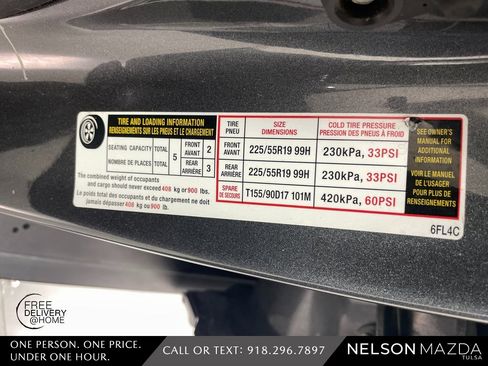 TIRE AND LOADING INFORMATION
RENSEIGNEMENTS SUR LES PNEUS ET LE CHARGEMENT
SEATING CAPACITY TOTAL
NOMBRE DE PLACES TOTAL
5
FRONT
AVANT
2
REAR
ARRIÈRE
3
The combined weight of occupants
and cargo should never exceed 408 kg or 900 lbs.
Le poids total des occupants et du chargement ne doit
jamais dépasser 408 kg ou 900 lb.
TIRE
PNEU
SIZE
DIMENSIONS
COLD TIRE PRESSURE
PRESSION DES PNEUS À FROID
FRONT
AVANT
225/55R19 99H
230kPa, 33PSI
REAR
ARRIÈRE
225/55R19 99H
230kPa, 33PSI
SPARE
DE SECOURS
T155/90D17 101M
420kPa, 60PSI
SEE OWNER'S
MANUAL FOR
ADDITIONAL
INFORMATION
VOIR LE MANUEL
DE L'USAGER
POUR PLUS DE
RENSEIGNEMENTS
6FL4C
FREE
DELIVERY
@HOME
ONE PERSON. ONE PRICE.
UNDER ONE HOUR.
CALL OR TEXT: 918.296.7897
NELSON MAZDA
TULSA